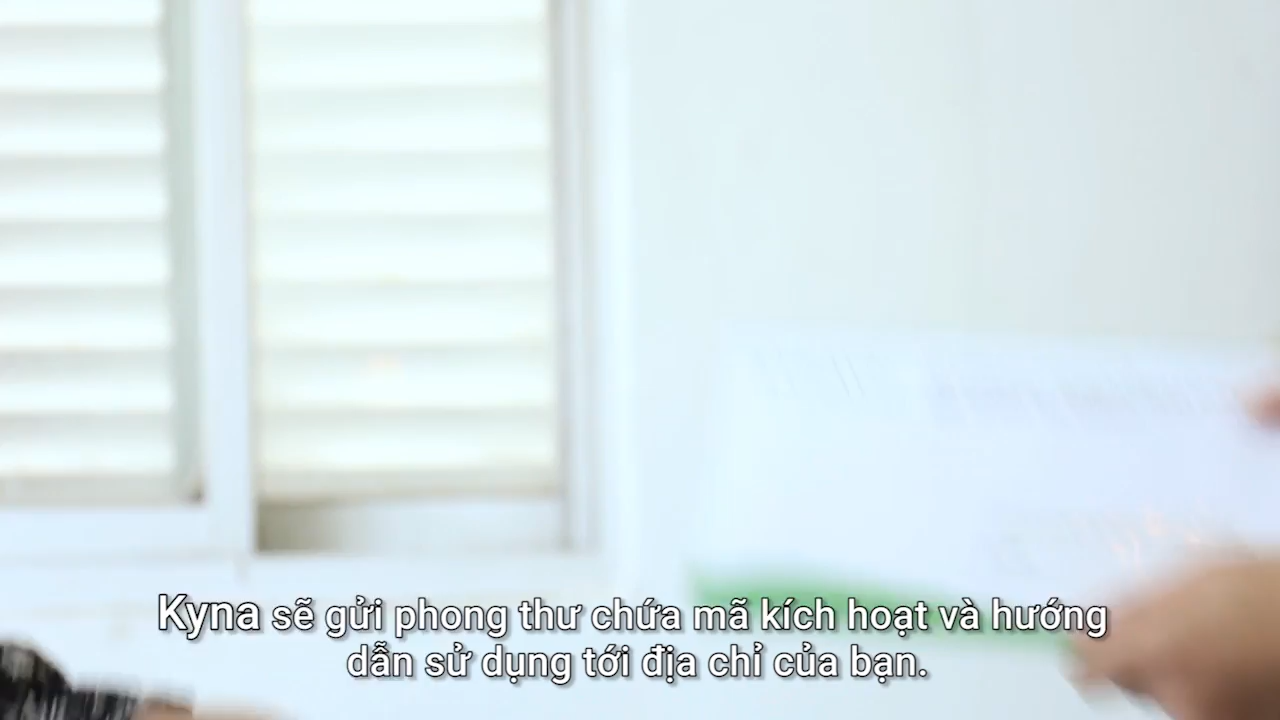 Kyna sẽ gửi phong thư chứa mã kích hoạt và hướng
dẫn sử dụng tới địa chỉ của bạn.